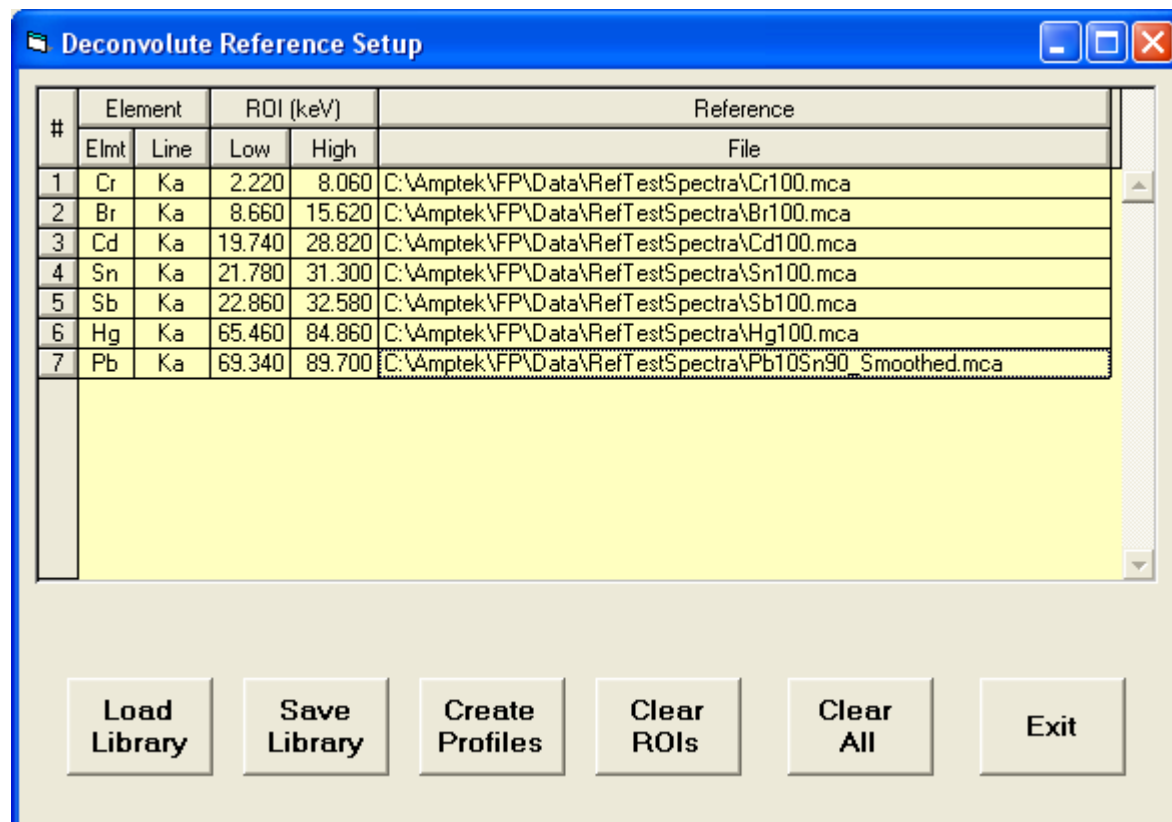 Deconvolute Reference Setup
# Element ROI (keV) Reference
Elmt Line Low High File
1 Cr Ka 2.220 8.060 C:\Amptek\FP\Data\RefTestSpectra\Cr100.mca
2 Br Ka 8.660 15.620 C:\Amptek\FP\Data\RefTestSpectra\Br100.mca
3 Cd Ka 19.740 28.820 C:\Amptek\FP\Data\RefTestSpectra\Cd100.mca
4 Sn Ka 21.780 31.300 C:\Amptek\FP\Data\RefTestSpectra\Sn100.mca
5 Sb Ka 22.860 32.580 C:\Amptek\FP\Data\RefTestSpectra\Sb100.mca
6 Hg Ka 65.460 84.860 C:\Amptek\FP\Data\RefTestSpectra\Hg100.mca
7 Pb Ka 69.340 89.700 C:\Amptek\FP\Data\RefTestSpectra\Pb10Sn90_Smoothed.mca
Load Library
Save Library
Create Profiles
Clear ROIs
Clear All
Exit